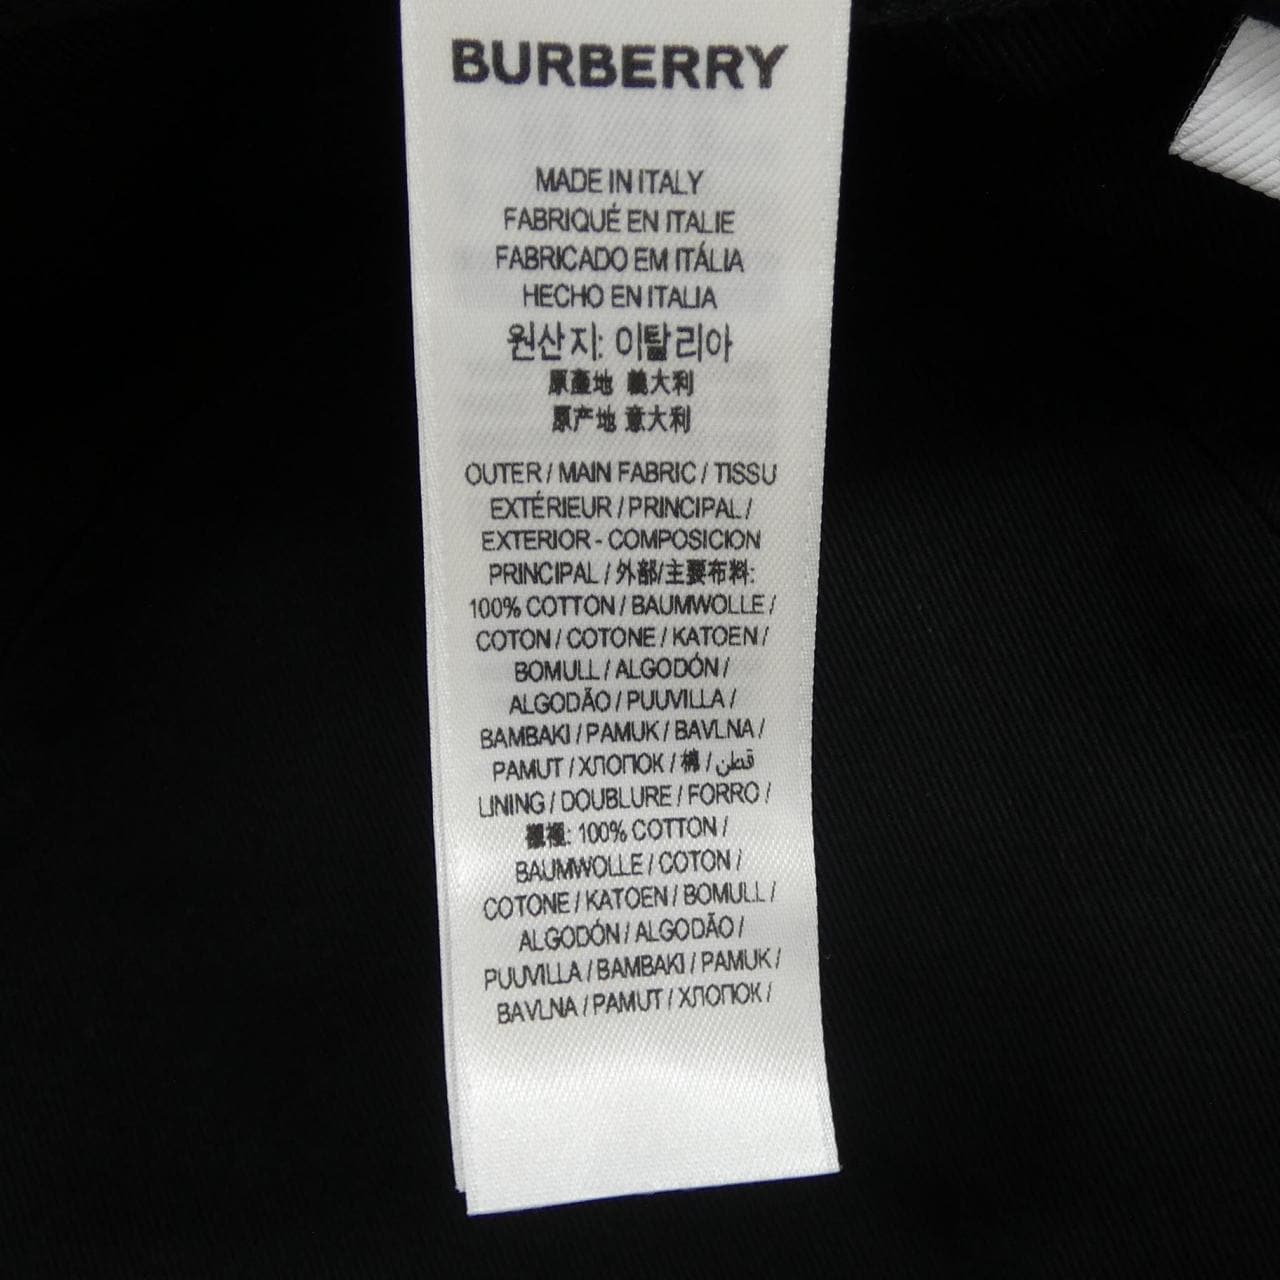 BURBERRY
MADE IN ITALY
FABRIQUÉ EN ITALIE
FABRICADO EM ITÁLIA
HECHO EN ITALIA
원산지: 이탈리아
原產地 義大利
原产地 意大利
OUTER / MAIN FABRIC / TISSU
EXTÉRIEUR / PRINCIPAL /
EXTERIOR - COMPOSICION
PRINCIPAL / 外部/主要布料:
100% COTTON / BAUMWOLLE /
COTON / COTONE / KATOEN /
BOMULL / ALGODÓN /
ALGODÃO / PUUVILLA /
BAMBAKI / PAMUK / BAVLNA /
PAMUT / ХЛОПОК / 棉 / قطن
LINING / DOUBLURE / FORRO /
襯裡: 100% COTTON /
BAUMWOLLE / COTON /
COTONE / KATOEN / BOMULL /
ALGODÓN / ALGODÃO /
PUUVILLA / BAMBAKI / PAMUK /
BAVLNA / PAMUT / ХЛОПОК /